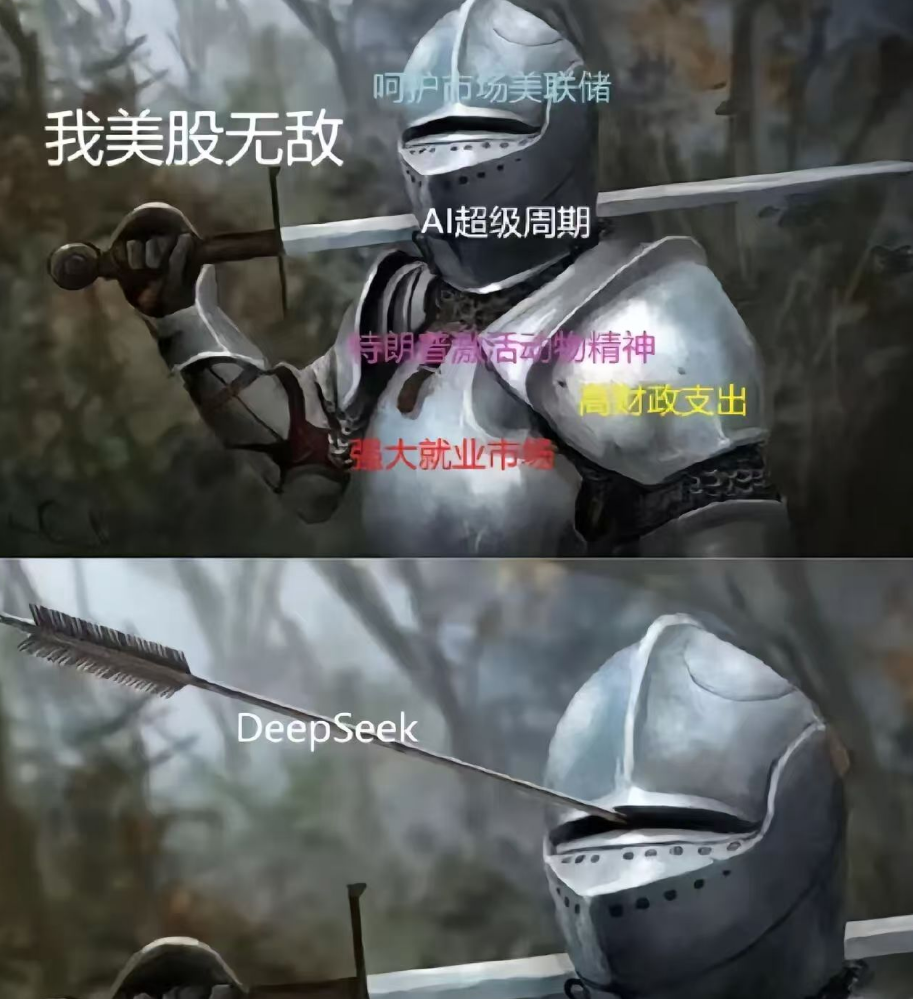 呵护市场美联储
我美股无敌
AI超级周期
特朗普激活动物精神
高财政支出
强大就业市场
DeepSeek